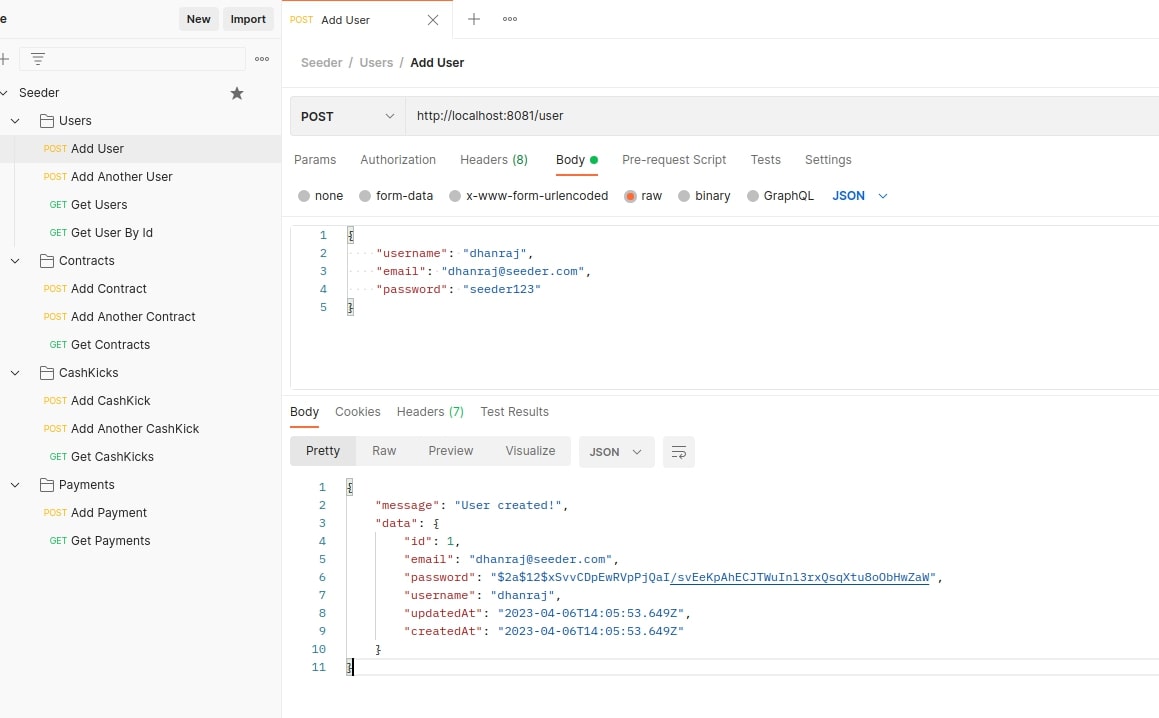 e New Import
POST Add User
Seeder / Users / Add User
Seeder
Users
POST Add User
POST Add Another User
GET Get Users
GET Get User By Id
Contracts
POST Add Contract
POST Add Another Contract
GET Get Contracts
CashKicks
POST Add CashKick
POST Add Another CashKick
GET Get CashKicks
Payments
POST Add Payment
GET Get Payments
POST http://localhost:8081/user
Params Authorization Headers (8) Body Pre-request Script Tests Settings
none form-data x-www-form-urlencoded raw binary GraphQL JSON
1 {
2 "username": "dhanraj",
3 "email": "dhanraj@seeder.com",
4 "password": "seeder123"
5 }
Body Cookies Headers (7) Test Results
Pretty Raw Preview Visualize JSON
1 {
2 "message": "User created!",
3 "data": {
4 "id": 1,
5 "email": "dhanraj@seeder.com",
6 "password": "$2a$12$xSvvCDpEwRVpPjQaI/svEeKpAhECJTWuInl3rxQsqXtu8oObHwZaW",
7 "username": "dhanraj",
8 "updatedAt": "2023-04-06T14:05:53.649Z",
9 "createdAt": "2023-04-06T14:05:53.649Z"
10 }
11 }